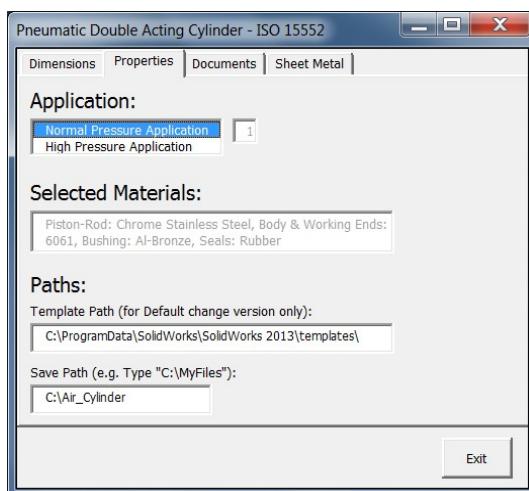 Pneumatic Double Acting Cylinder - ISO 15552
Dimensions Properties Documents Sheet Metal
Application:
Normal Pressure Application 1
High Pressure Application
Selected Materials:
Piston-Rod: Chrome Stainless Steel, Body & Working Ends:
6061, Bushing: Al-Bronze, Seals: Rubber
Paths:
Template Path (for Default change version only):
C:\ProgramData\SolidWorks\SolidWorks 2013\templates\
Save Path (e.g. Type "C:\MyFiles"):
C:\Air_Cylinder
Exit